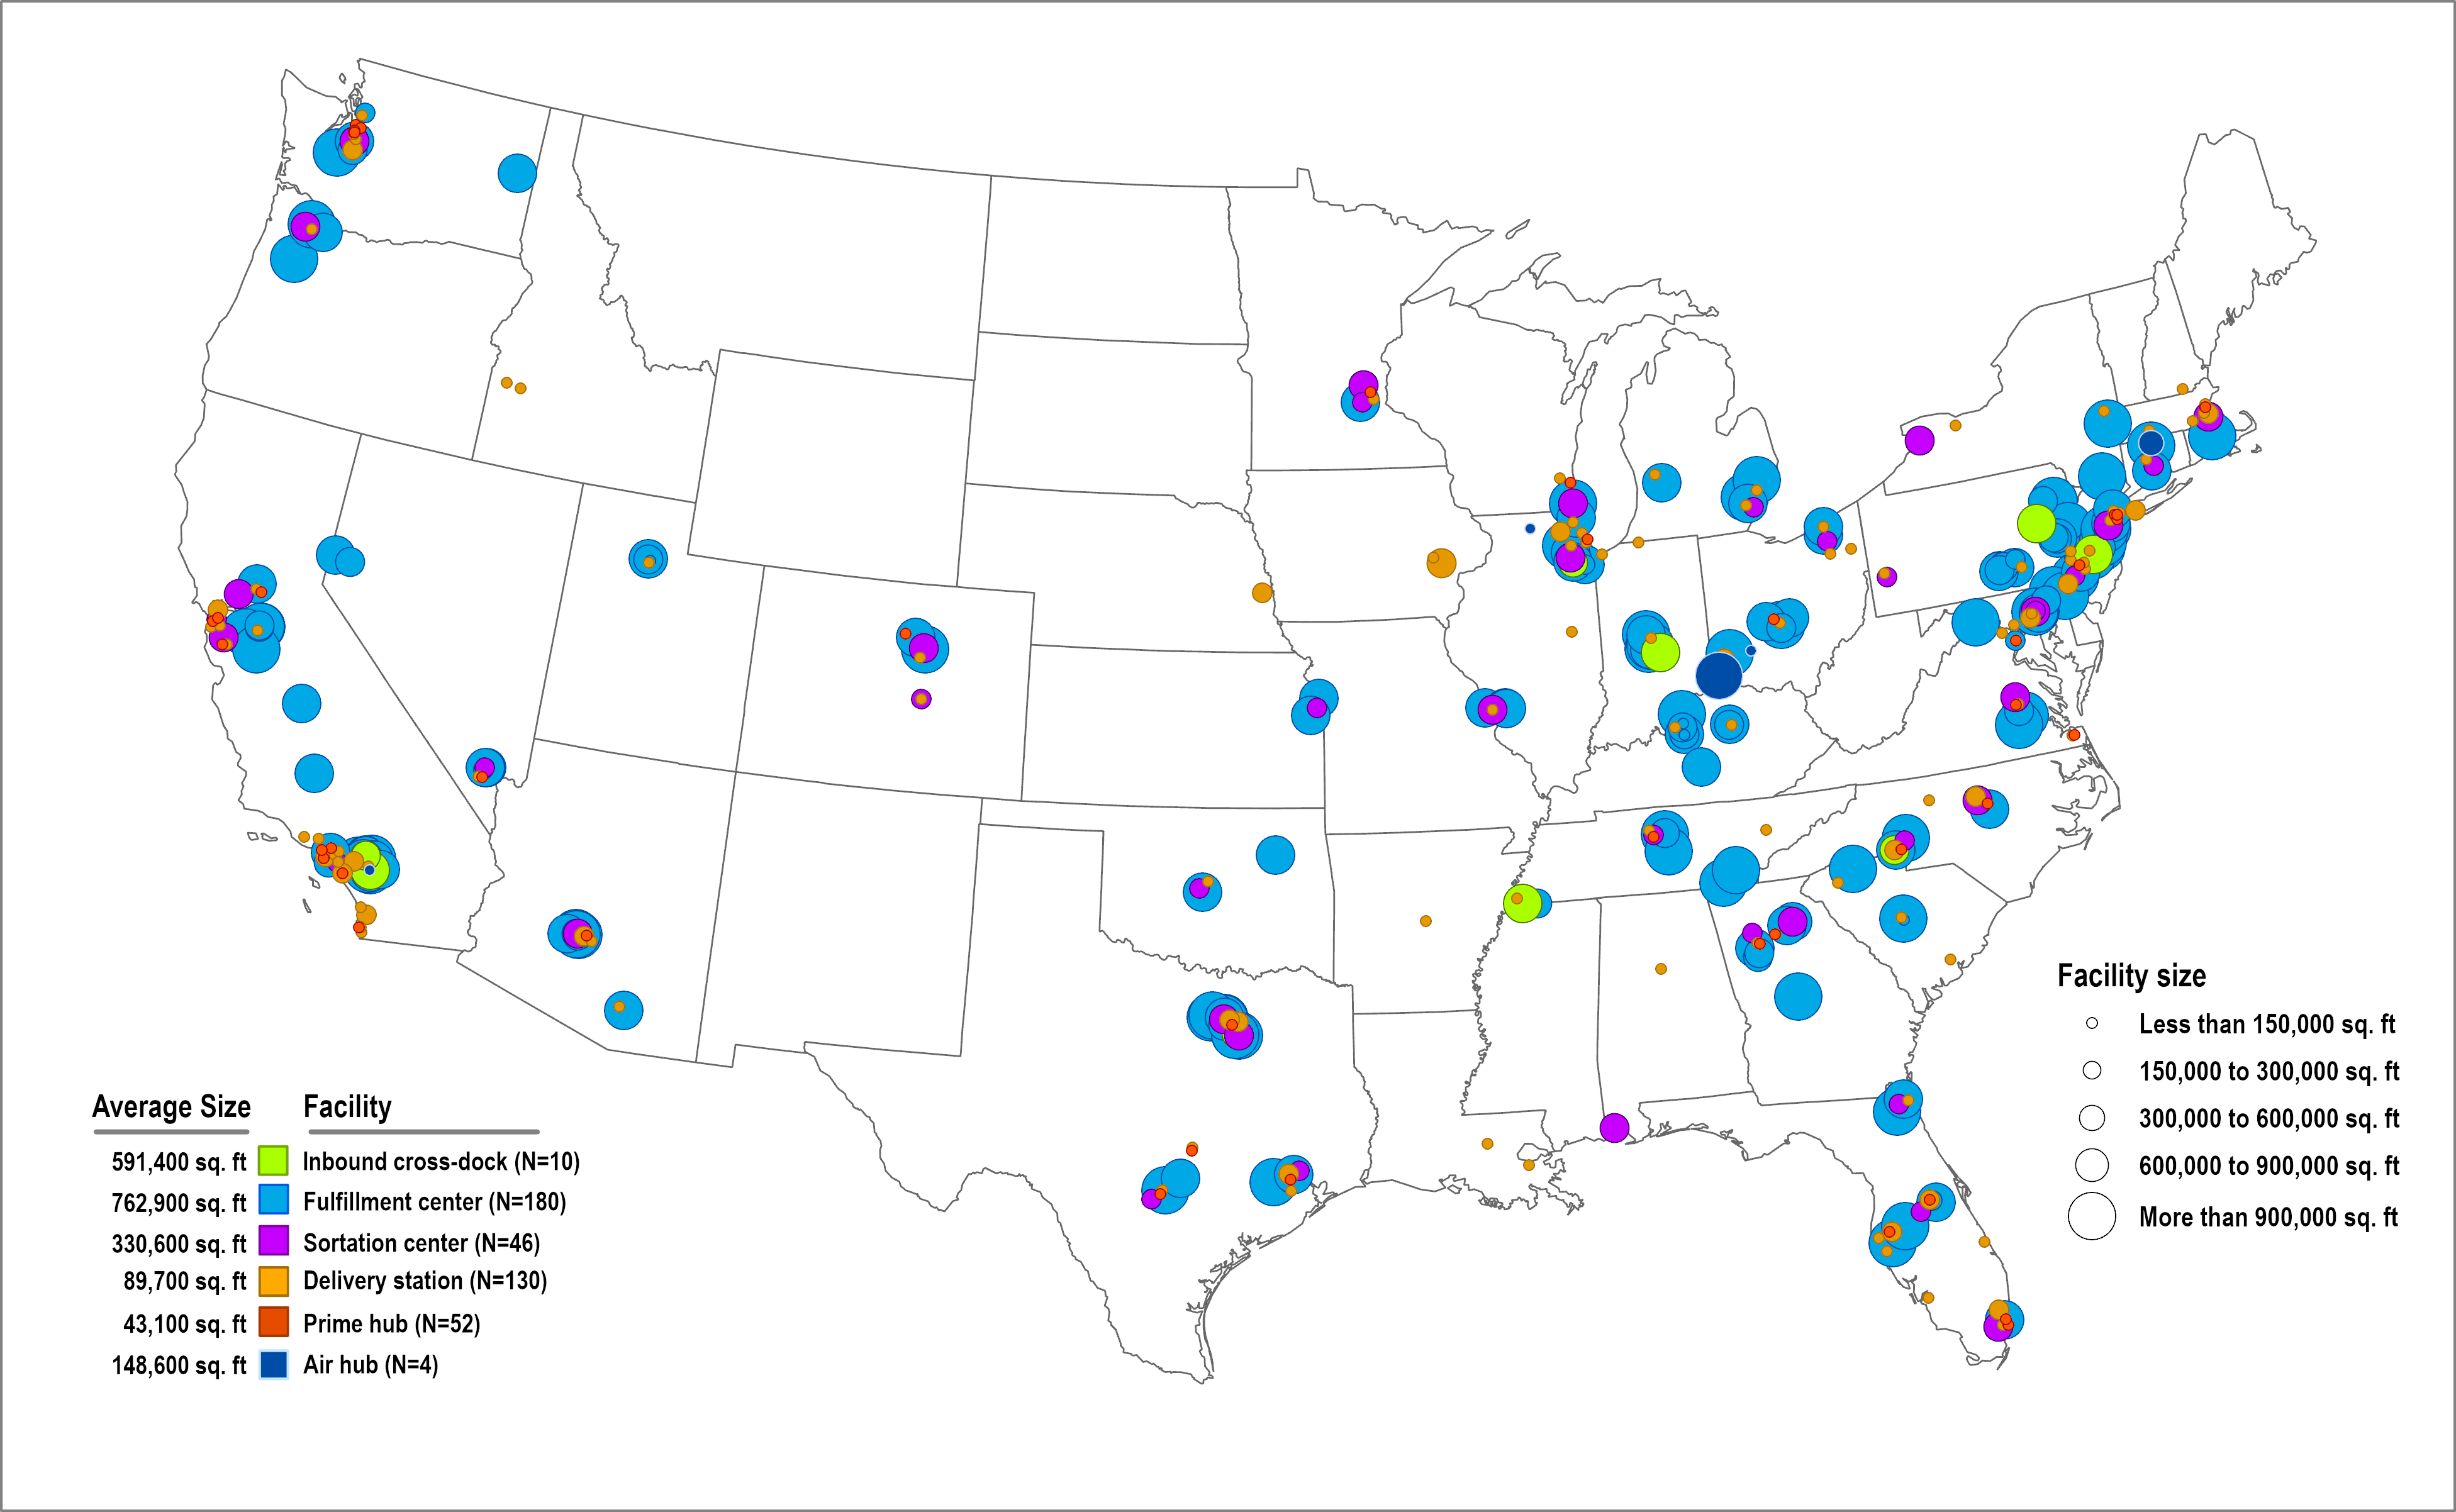 Average Size Facility
591,400 sq. ft Inbound cross-dock (N=10)
762,900 sq. ft Fulfillment center (N=180)
330,600 sq. ft Sortation center (N=46)
89,700 sq. ft Delivery station (N=130)
43,100 sq. ft Prime hub (N=52)
148,600 sq. ft Air hub (N=4)
Facility size
Less than 150,000 sq. ft
150,000 to 300,000 sq. ft
300,000 to 600,000 sq. ft
600,000 to 900,000 sq. ft
More than 900,000 sq. ft